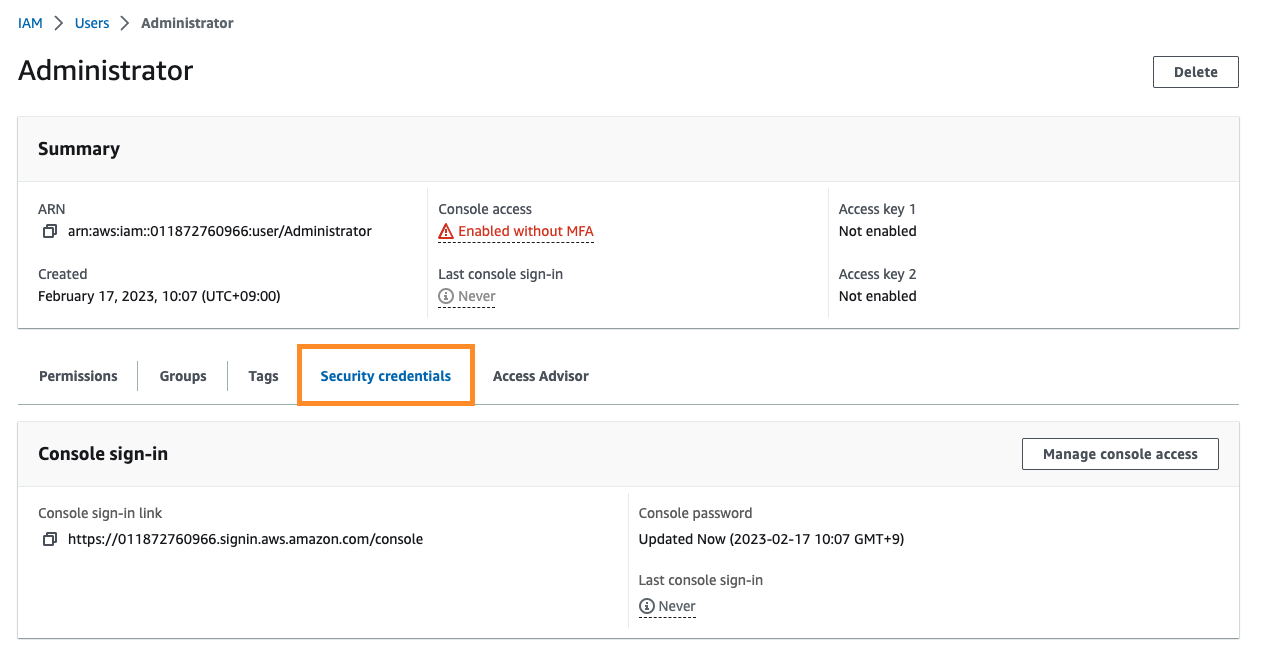 IAM > Users > Administrator
Administrator
Delete
Summary
ARN
arn:aws:iam::011872760966:user/Administrator
Created
February 17, 2023, 10:07 (UTC+09:00)
Console access
Enabled without MFA
Last console sign-in
Never
Access key 1
Not enabled
Access key 2
Not enabled
Permissions Groups Tags Security credentials Access Advisor
Console sign-in
Manage console access
Console sign-in link
https://011872760966.signin.aws.amazon.com/console
Console password
Updated Now (2023-02-17 10:07 GMT+9)
Last console sign-in
Never